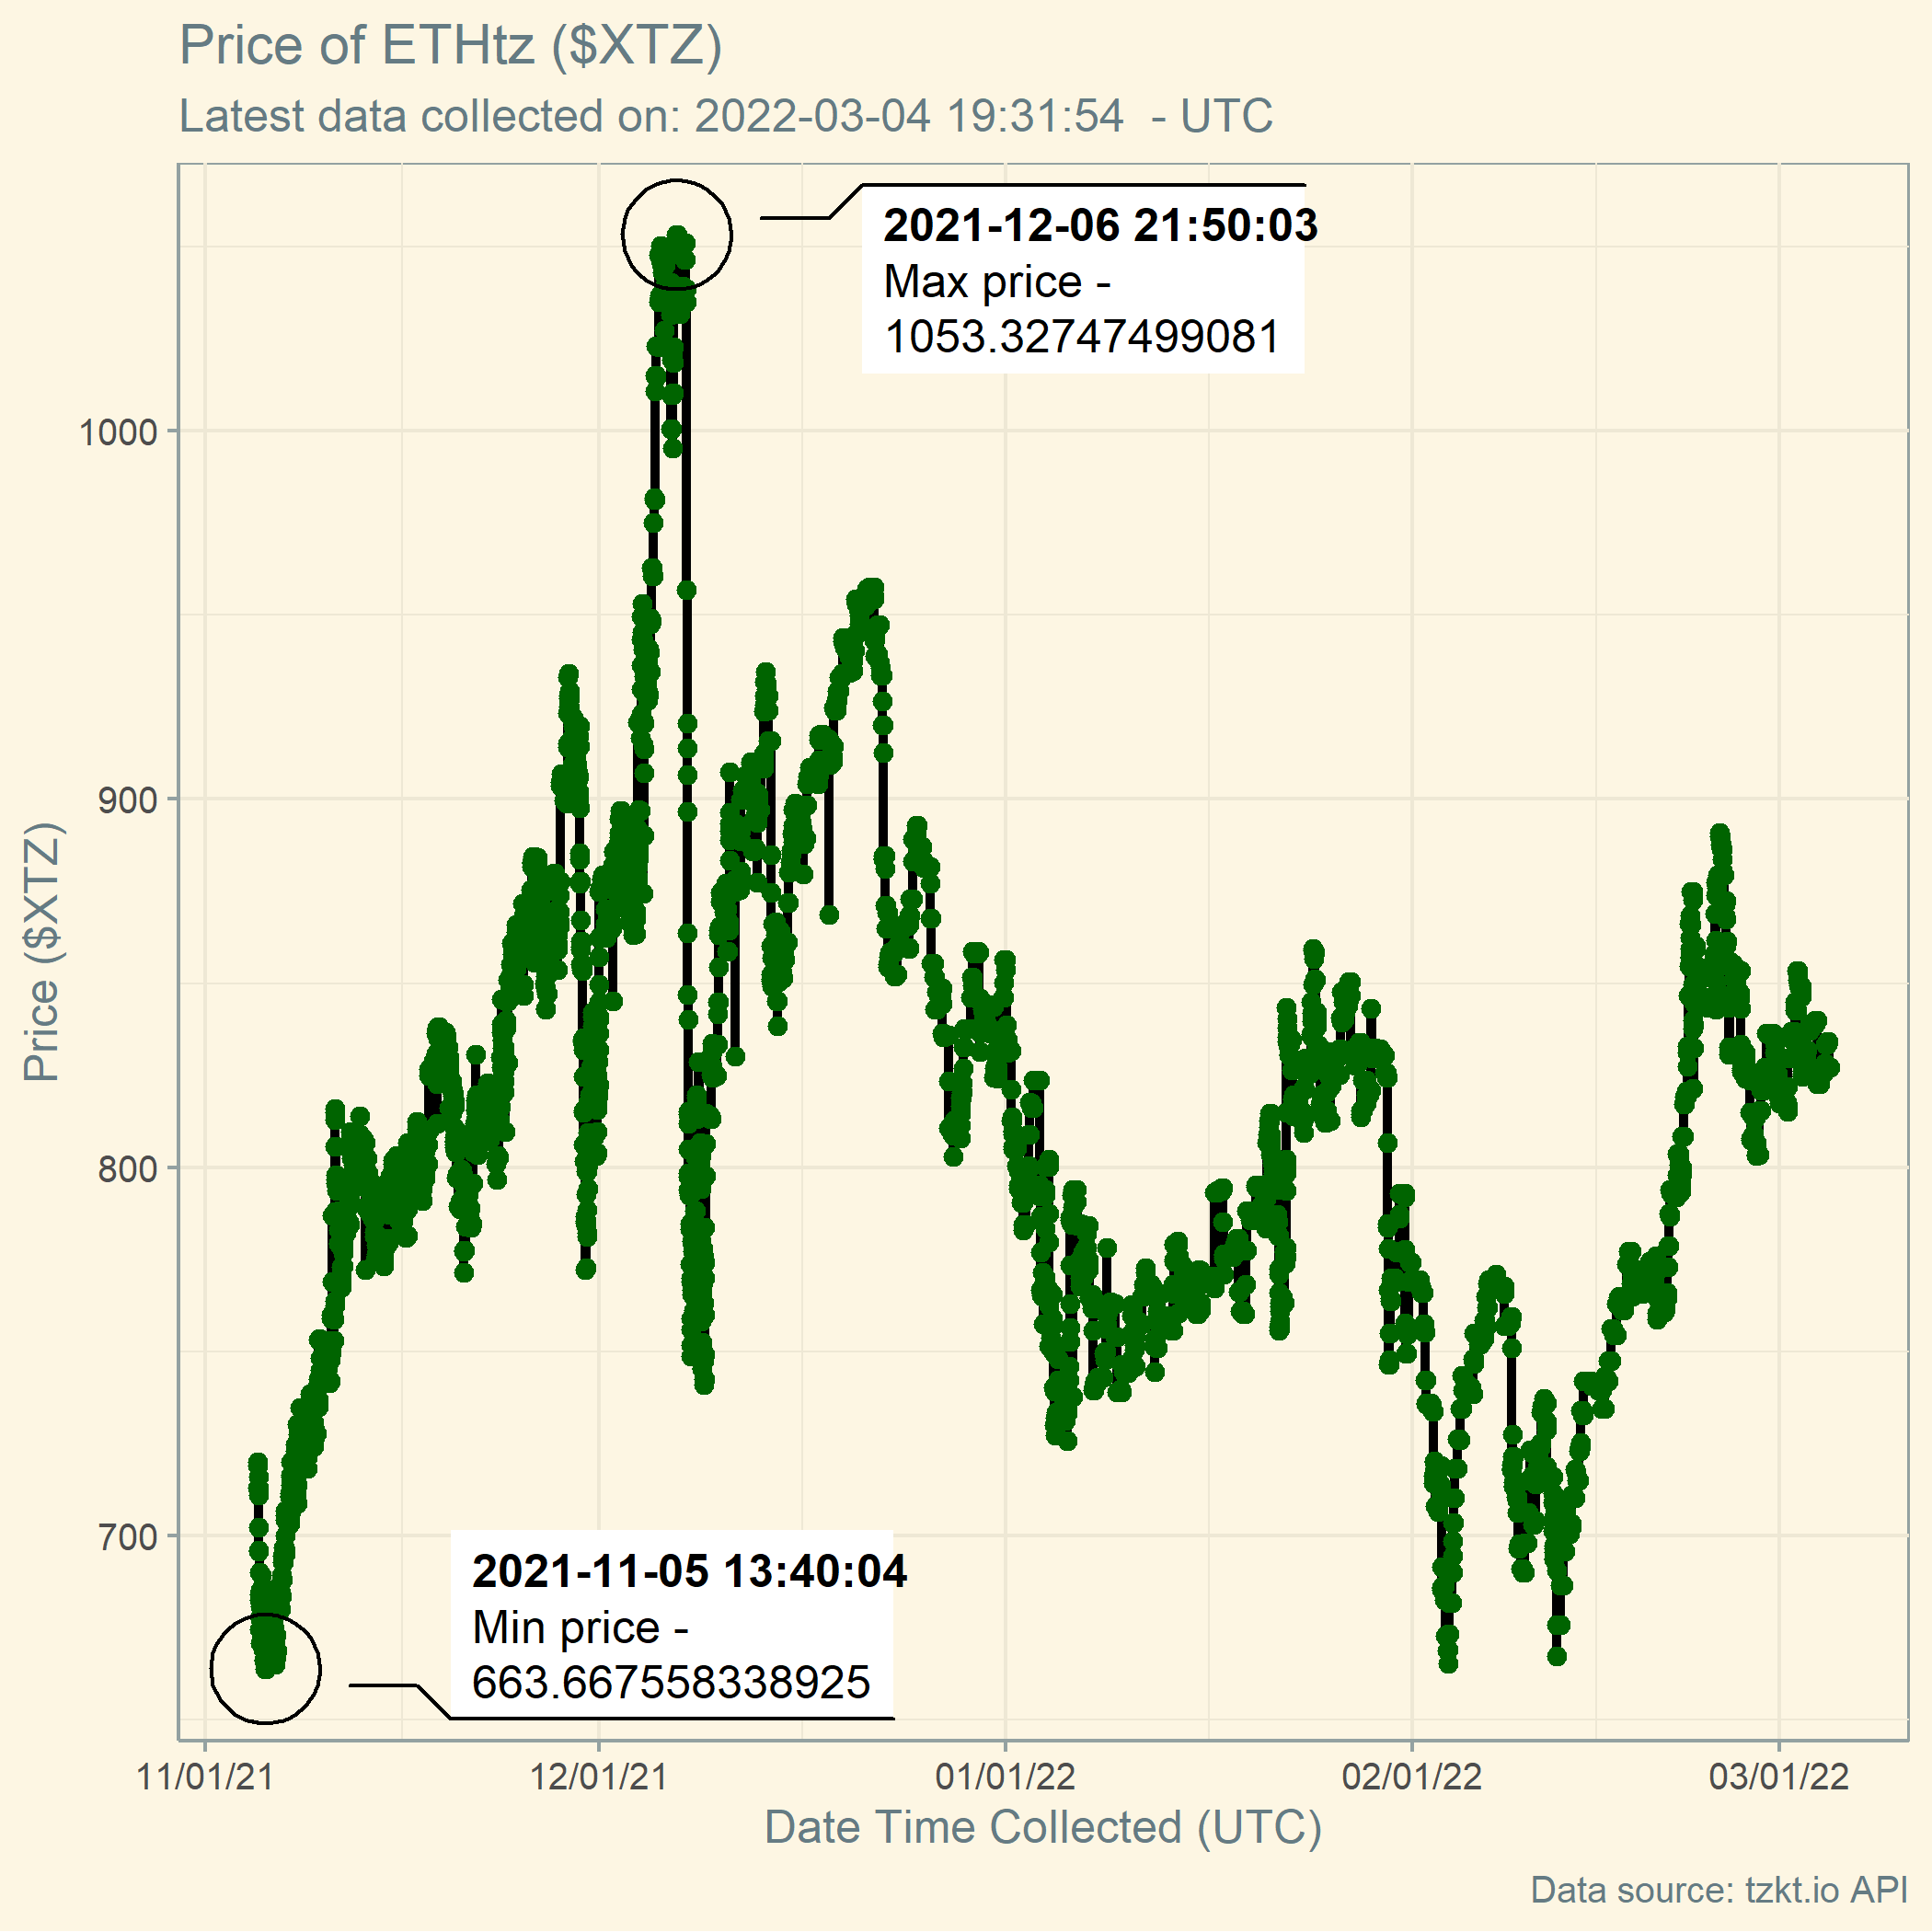 Price of ETHtz ($XTZ)
Latest data collected on: 2022-03-04 19:31:54  - UTC
2021-12-06 21:50:03
Max price -
1053.32747499081
1000
900
800
700
Price ($XTZ)
2021-11-05 13:40:04
Min price -
663.667558338925
11/01/21
12/01/21
01/01/22
02/01/22
03/01/22
Date Time Collected (UTC)
Data source: tzkt.io API